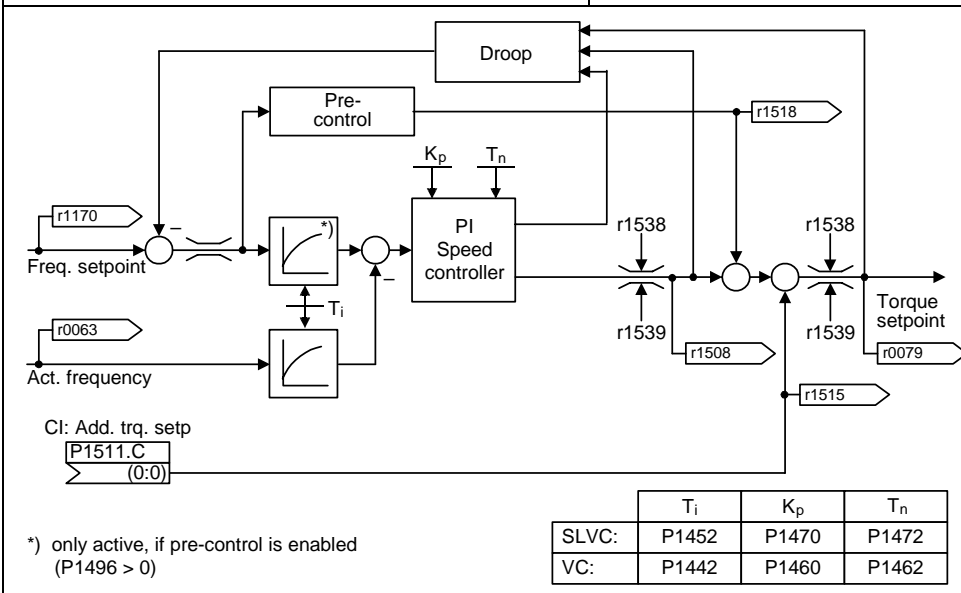 Droop
Pre-
control
r1518
Kp
Tn
r1170
*)
PI
Speed
controller
r1538
r1538
–
Freq. setpoint
–
Ti
r1539
r1539
Torque
setpoint
r0063
r1508
r0079
Act. frequency
r1515
CI: Add. trq. setp
P1511.C
(0:0)
Ti Kp Tn
SLVC: P1452 P1470 P1472
VC: P1442 P1460 P1462
*) only active, if pre-control is enabled
(P1496 > 0)